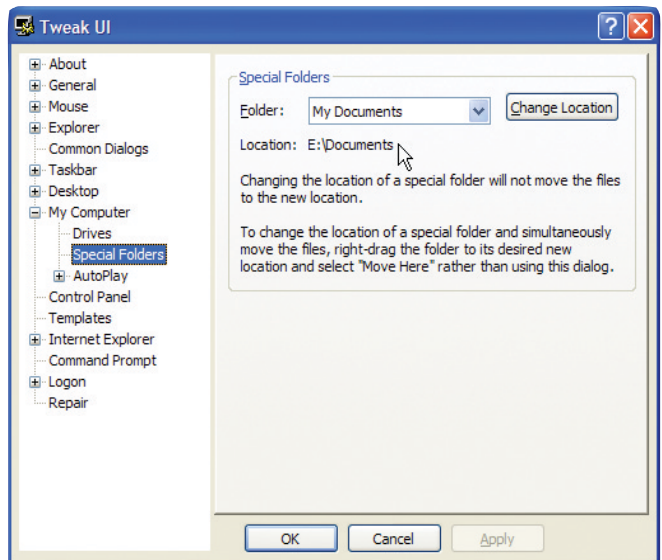 Tweak UI
About
General
Mouse
Explorer
Common Dialogs
Taskbar
Desktop
My Computer
Drives
Special Folders
AutoPlay
Control Panel
Templates
Internet Explorer
Command Prompt
Logon
Repair
Special Folders
Folder: My Documents Change Location
Location: E:\Documents
Changing the location of a special folder will not move the files
to the new location.
To change the location of a special folder and simultaneously
move the files, right-drag the folder to its desired new
location and select "Move Here" rather than using this dialog.
OK Cancel Apply